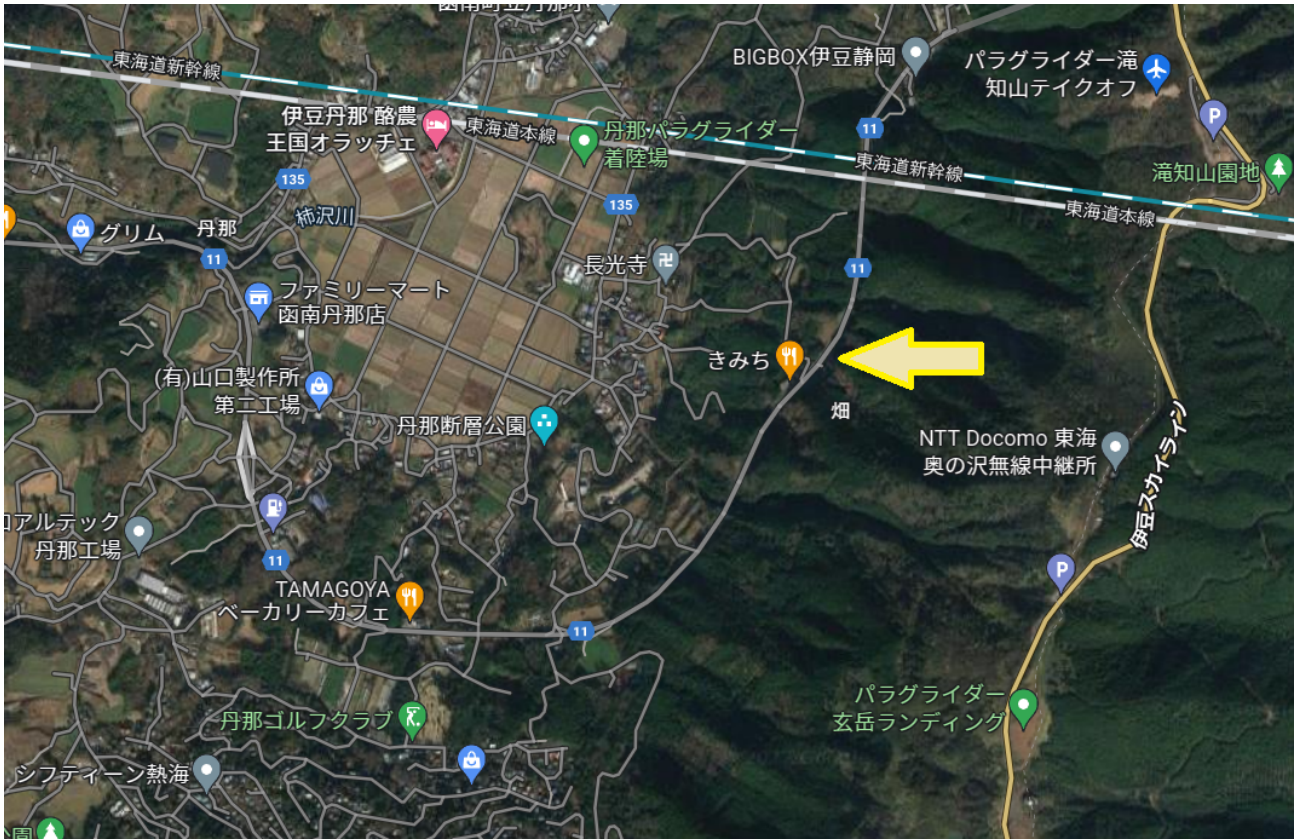 函南町立丹那小
東海道新幹線
BIGBOX伊豆静岡
パラグライダー滝
知山テイクオフ
伊豆丹那 酪農
王国オラッチェ
東海道本線
丹那パラグライダー
着陸場
11
P
東海道新幹線
滝知山園地
135
135
東海道本線
柿沢川
丹那
グリム
11
長光寺
11
ファミリーマート
函南丹那店
きみち
(有)山口製作所
第二工場
畑
丹那断層公園
NTT Docomo 東海
奥の沢無線中継所
伊豆スカイライン
アルテック
丹那工場
11
P
TAMAGOYA
ベーカリーカフェ
11
パラグライダー
玄岳ランディング
丹那ゴルフクラブ
シフティーン熱海
公園